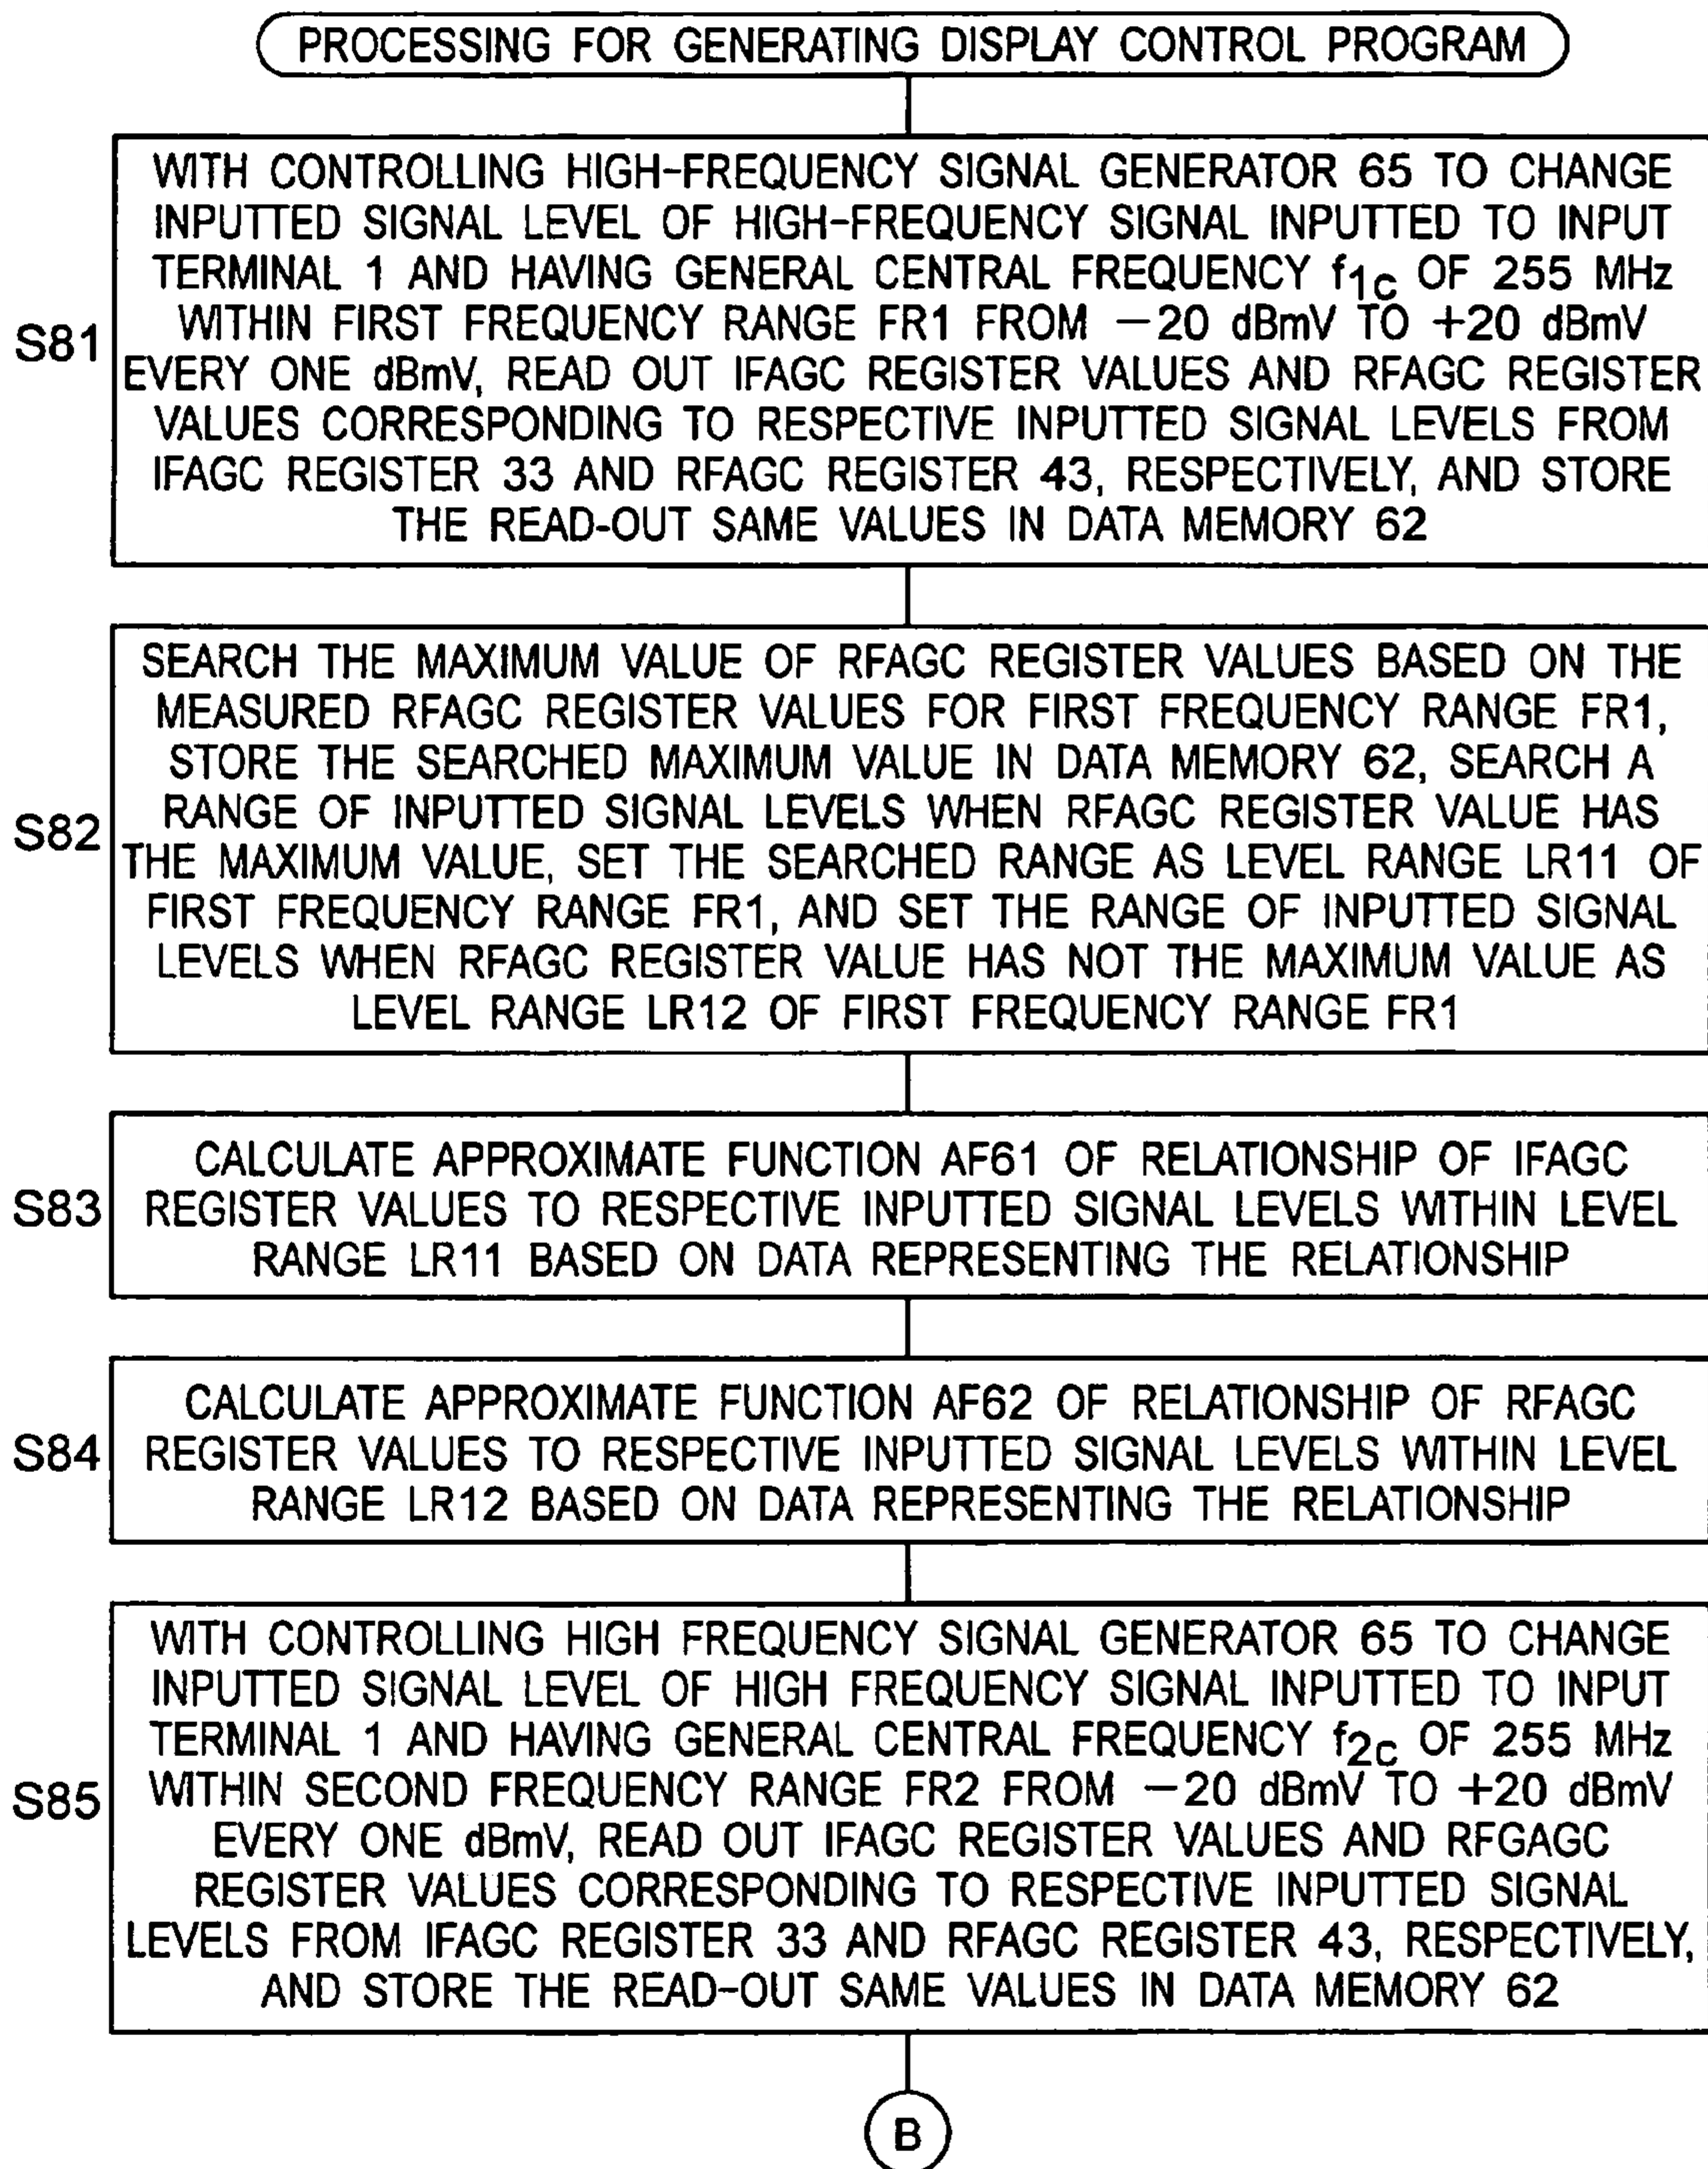 PROCESSING FOR GENERATING DISPLAY CONTROL PROGRAM
S81
WITH CONTROLLING HIGH-FREQUENCY SIGNAL GENERATOR 65 TO CHANGE
INPUTTED SIGNAL LEVEL OF HIGH-FREQUENCY SIGNAL INPUTTED TO INPUT
TERMINAL 1 AND HAVING GENERAL CENTRAL FREQUENCY f1c OF 255 MHz
WITHIN FIRST FREQUENCY RANGE FR1 FROM −20 dBmV TO +20 dBmV
EVERY ONE dBmV, READ OUT IFAGC REGISTER VALUES AND RFAGC REGISTER
VALUES CORRESPONDING TO RESPECTIVE INPUTTED SIGNAL LEVELS FROM
IFAGC REGISTER 33 AND RFAGC REGISTER 43, RESPECTIVELY, AND STORE
THE READ-OUT SAME VALUES IN DATA MEMORY 62
S82
SEARCH THE MAXIMUM VALUE OF RFAGC REGISTER VALUES BASED ON THE
MEASURED RFAGC REGISTER VALUES FOR FIRST FREQUENCY RANGE FR1,
STORE THE SEARCHED MAXIMUM VALUE IN DATA MEMORY 62, SEARCH A
RANGE OF INPUTTED SIGNAL LEVELS WHEN RFAGC REGISTER VALUE HAS
THE MAXIMUM VALUE, SET THE SEARCHED RANGE AS LEVEL RANGE LR11 OF
FIRST FREQUENCY RANGE FR1, AND SET THE RANGE OF INPUTTED SIGNAL
LEVELS WHEN RFAGC REGISTER VALUE HAS NOT THE MAXIMUM VALUE AS
LEVEL RANGE LR12 OF FIRST FREQUENCY RANGE FR1
S83
CALCULATE APPROXIMATE FUNCTION AF61 OF RELATIONSHIP OF IFAGC
REGISTER VALUES TO RESPECTIVE INPUTTED SIGNAL LEVELS WITHIN LEVEL
RANGE LR11 BASED ON DATA REPRESENTING THE RELATIONSHIP
S84
CALCULATE APPROXIMATE FUNCTION AF62 OF RELATIONSHIP OF RFAGC
REGISTER VALUES TO RESPECTIVE INPUTTED SIGNAL LEVELS WITHIN LEVEL
RANGE LR12 BASED ON DATA REPRESENTING THE RELATIONSHIP
S85
WITH CONTROLLING HIGH FREQUENCY SIGNAL GENERATOR 65 TO CHANGE
INPUTTED SIGNAL LEVEL OF HIGH FREQUENCY SIGNAL INPUTTED TO INPUT
TERMINAL 1 AND HAVING GENERAL CENTRAL FREQUENCY f2c OF 255 MHz
WITHIN SECOND FREQUENCY RANGE FR2 FROM −20 dBmV TO +20 dBmV
EVERY ONE dBmV, READ OUT IFAGC REGISTER VALUES AND RFGAGC
REGISTER VALUES CORRESPONDING TO RESPECTIVE INPUTTED SIGNAL
LEVELS FROM IFAGC REGISTER 33 AND RFAGC REGISTER 43, RESPECTIVELY,
AND STORE THE READ-OUT SAME VALUES IN DATA MEMORY 62
B